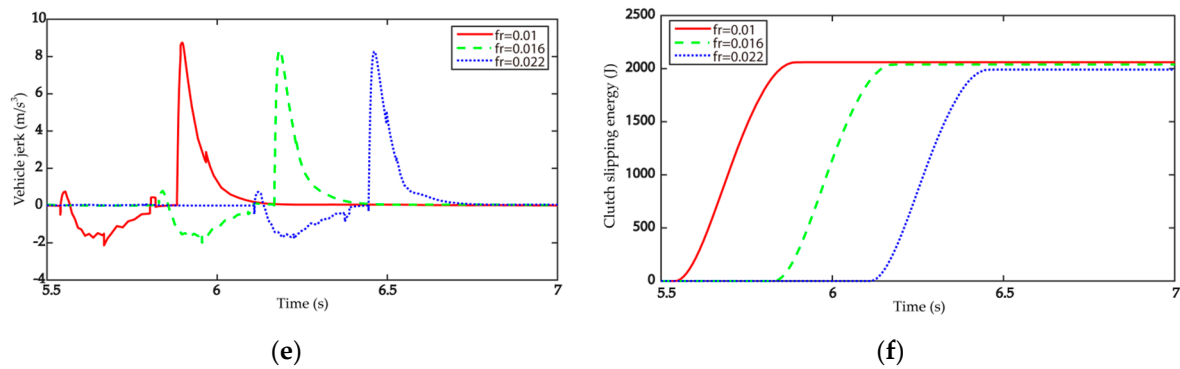 10
8
6
4
2
0
-2
-4
Vehicle jerk (m/s³)
fr=0.01
fr=0.016
fr=0.022
5.5
6
6.5
7
Time (s)
(e)
2500
2000
1500
1000
500
0
Clutch slipping energy (J)
fr=0.01
fr=0.016
fr=0.022
5.5
6
6.5
7
Time (s)
(f)